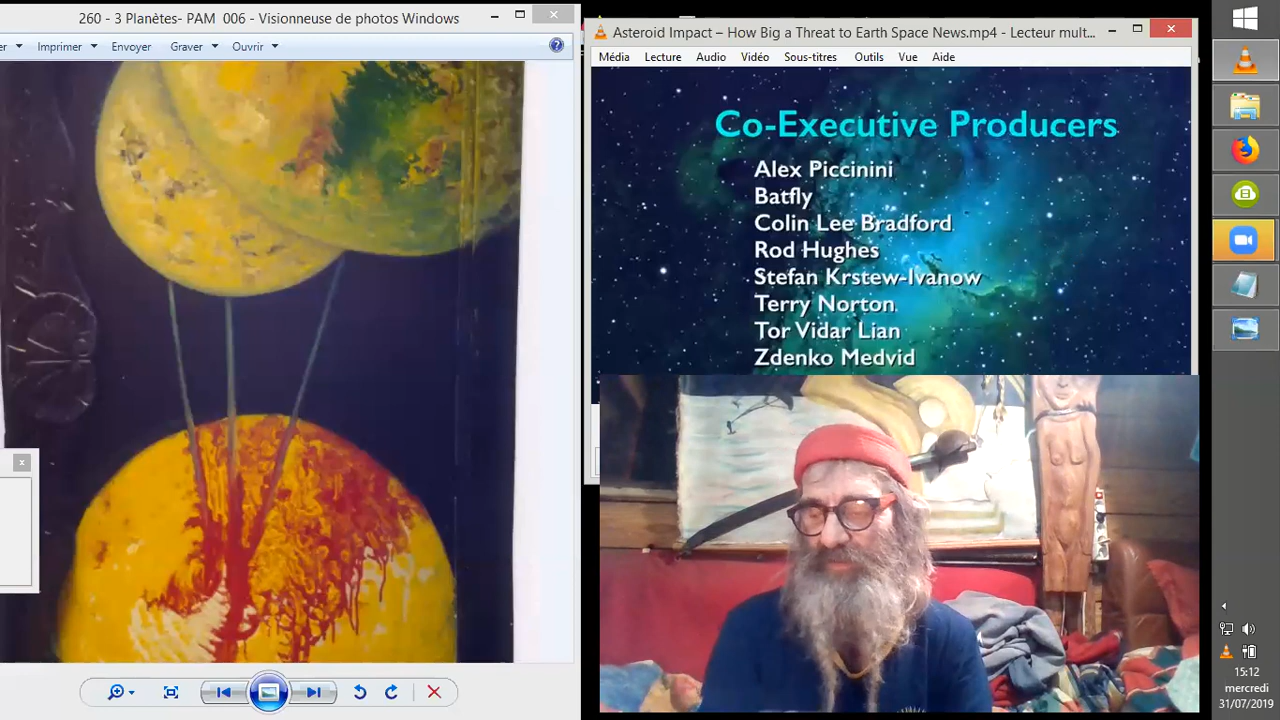 260 - 3 Planètes- PAM 006 - Visionneuse de photos Windows
Imprimer
Envoyer
Graver
Ouvrir
Asteroid Impact – How Big a Threat to Earth Space News.mp4 - Lecteur mult...
Média Lecture Audio Vidéo Sous-titres Outils Vue Aide
Co-Executive Producers
Alex Piccinini
Batfly
Colin Lee Bradford
Rod Hughes
Stefan Krstew-Ivanow
Terry Norton
Tor Vidar Lian
Zdenko Medvid
15:12
mercredi
31/07/2019